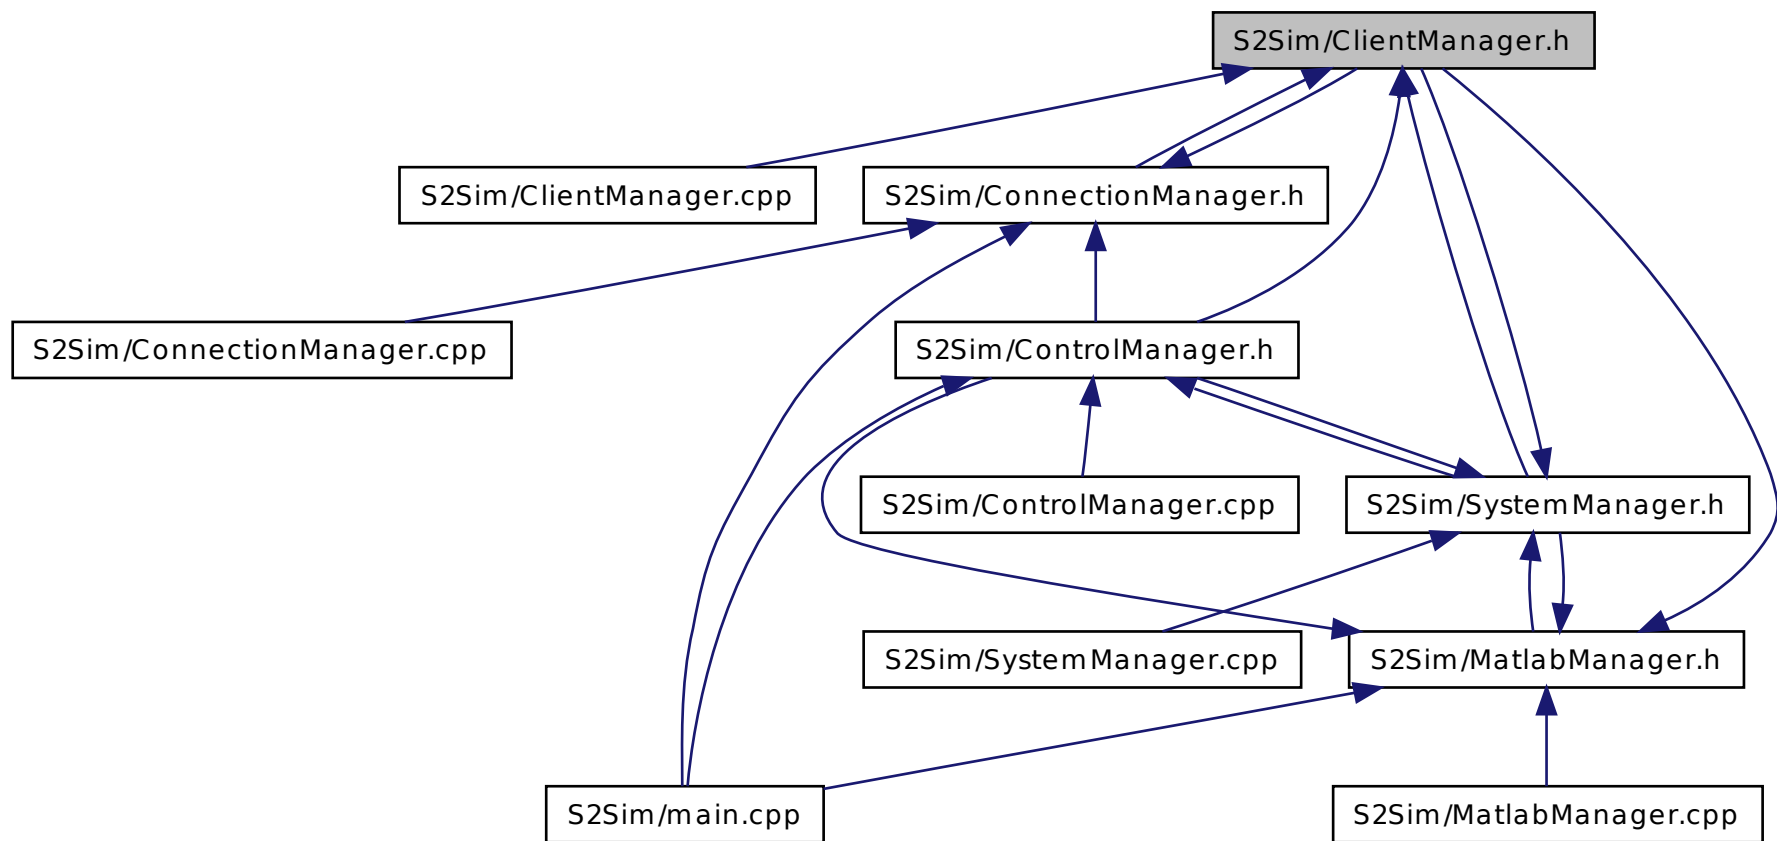 S2Sim/ClientManager.h
S2Sim/ClientManager.cpp
S2Sim/ConnectionManager.h
S2Sim/ConnectionManager.cpp
S2Sim/ControlManager.h
S2Sim/ControlManager.cpp
S2Sim/SystemManager.h
S2Sim/SystemManager.cpp
S2Sim/MatlabManager.h
S2Sim/main.cpp
S2Sim/MatlabManager.cpp